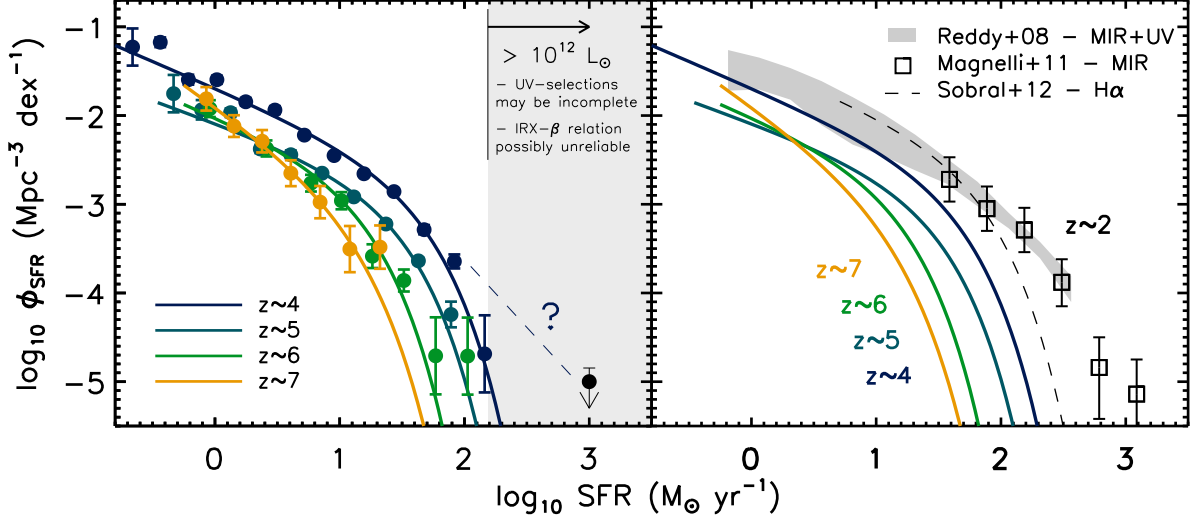 log₁₀ ϕSFR (Mpc⁻³ dex⁻¹)
−1
−2
−3
−4
−5
> 10¹² L⊙
− UV−selections
may be incomplete
− IRX−β relation
possibly unreliable
?
z~4
z~5
z~6
z~7
0
1
2
3
Reddy+08 − MIR+UV
Magnelli+11 − MIR
Sobral+12 − Hα
z~2
z~7
z~6
z~5
z~4
0
1
2
3
log₁₀ SFR (M⊙ yr⁻¹)